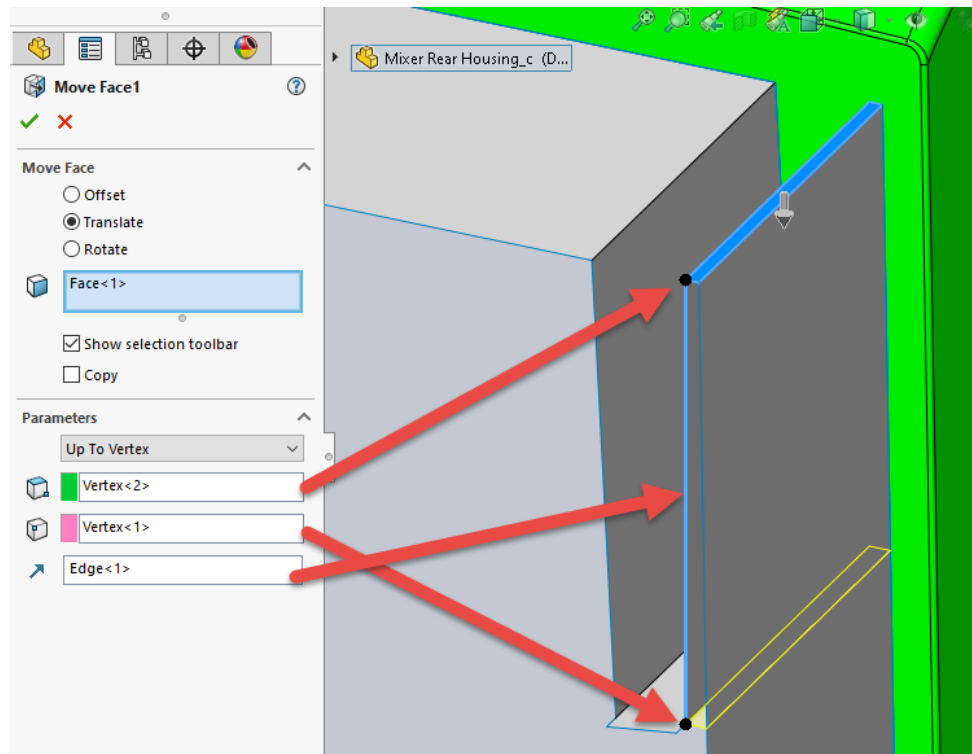 Mixer Rear Housing_c (D...
Move Face1
Move Face
Offset
Translate
Rotate
Face<1>
Show selection toolbar
Copy
Parameters
Up To Vertex
Vertex<2>
Vertex<1>
Edge<1>